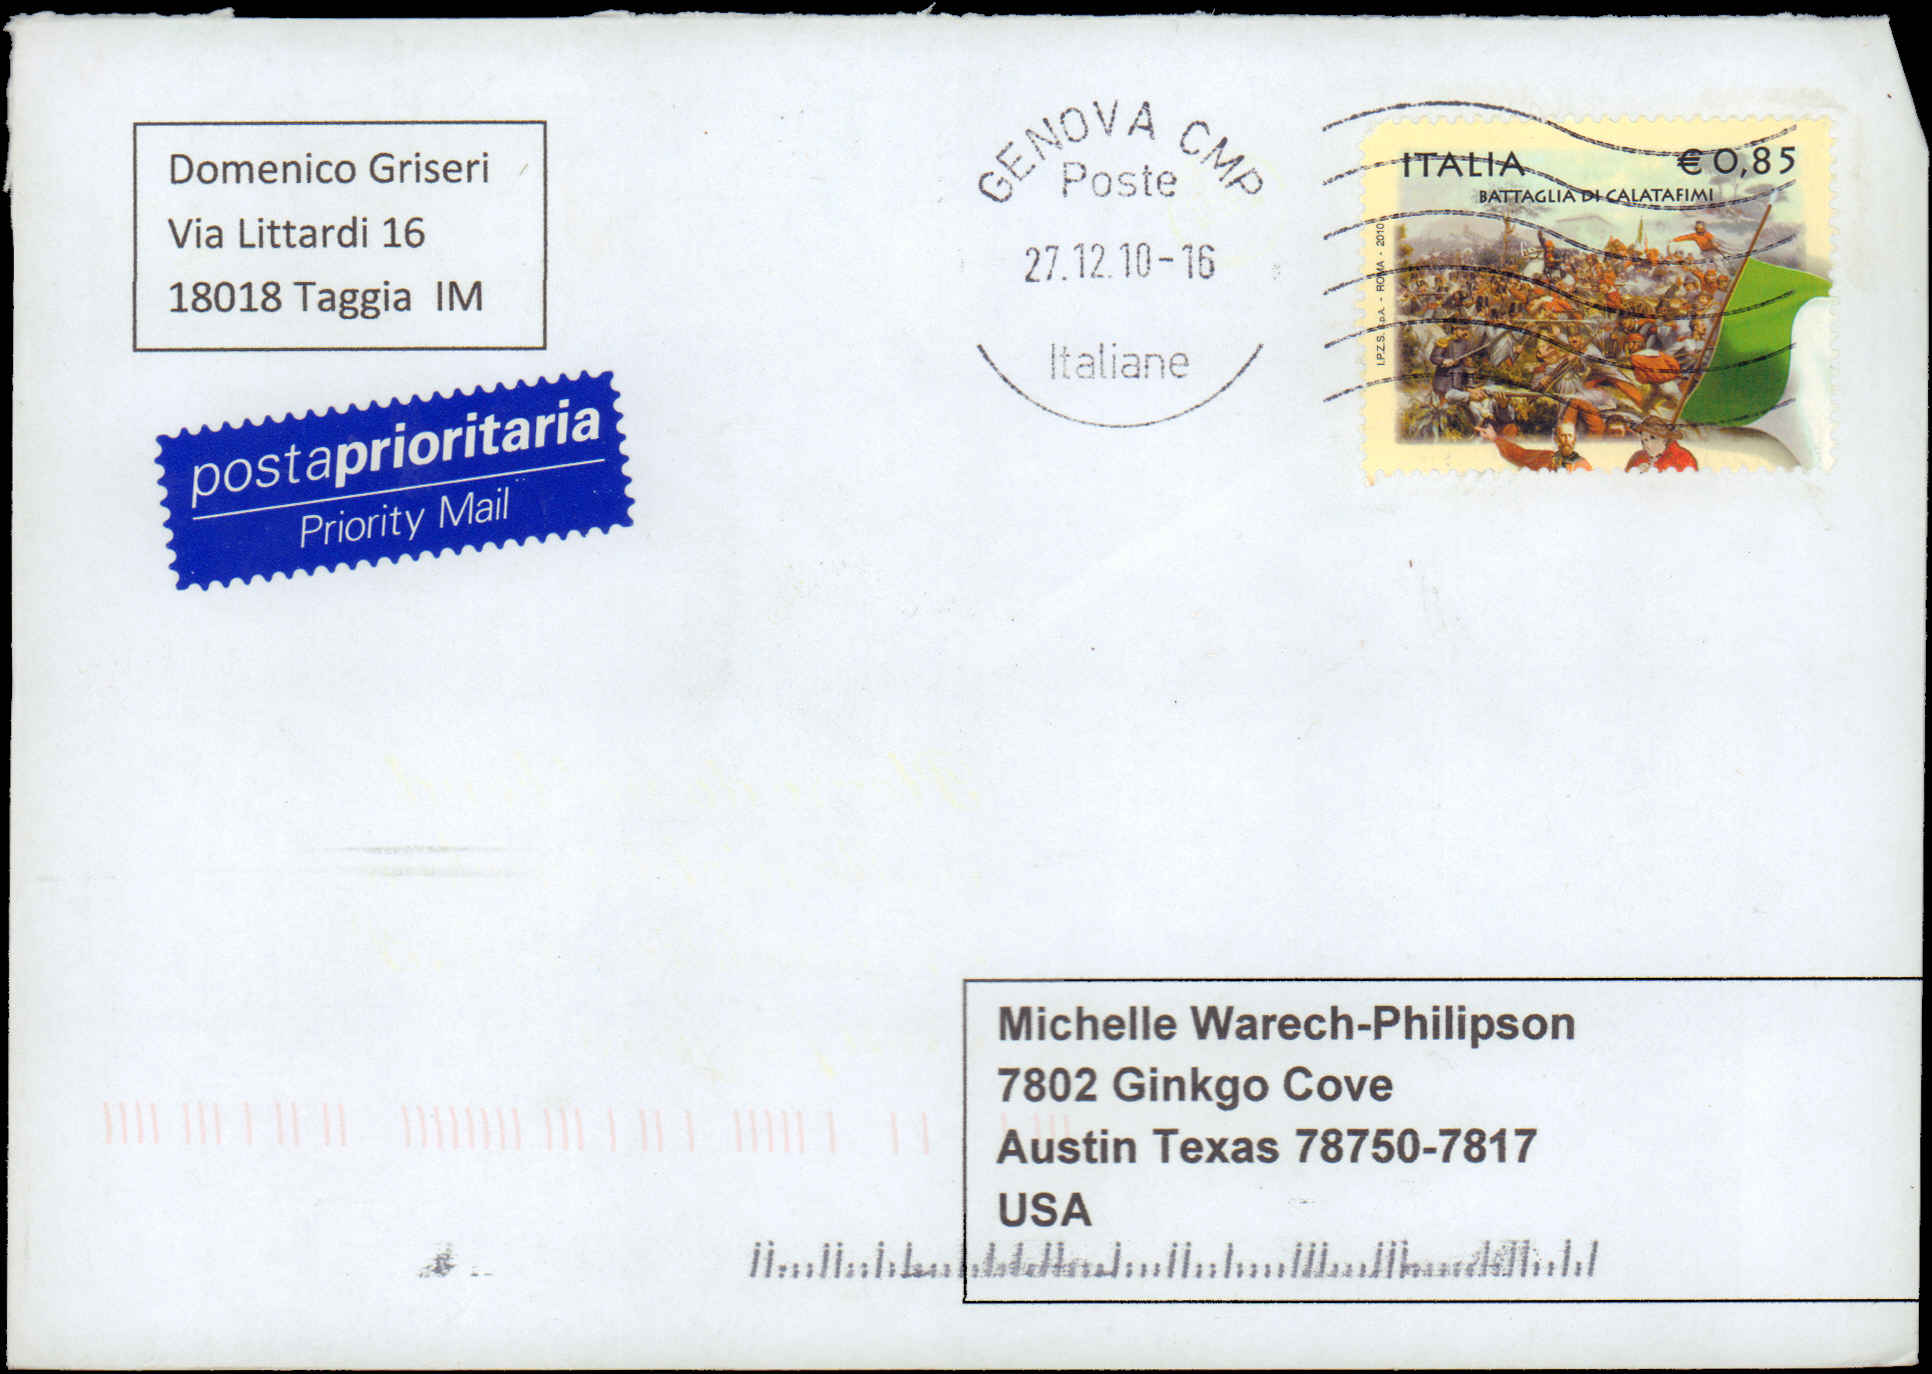 Domenico Griseri
Via Littardi 16
18018 Taggia IM
postaprioritaria
Priority Mail
GENOVA CMP
Poste
27.12.10-16
Italiane
ITALIA €0,85
BATTAGLIA DI CALATAFIMI
I.P.Z.S. S.p.A. - ROMA - 2010
Michelle Warech-Philipson
7802 Ginkgo Cove
Austin Texas 78750-7817
USA